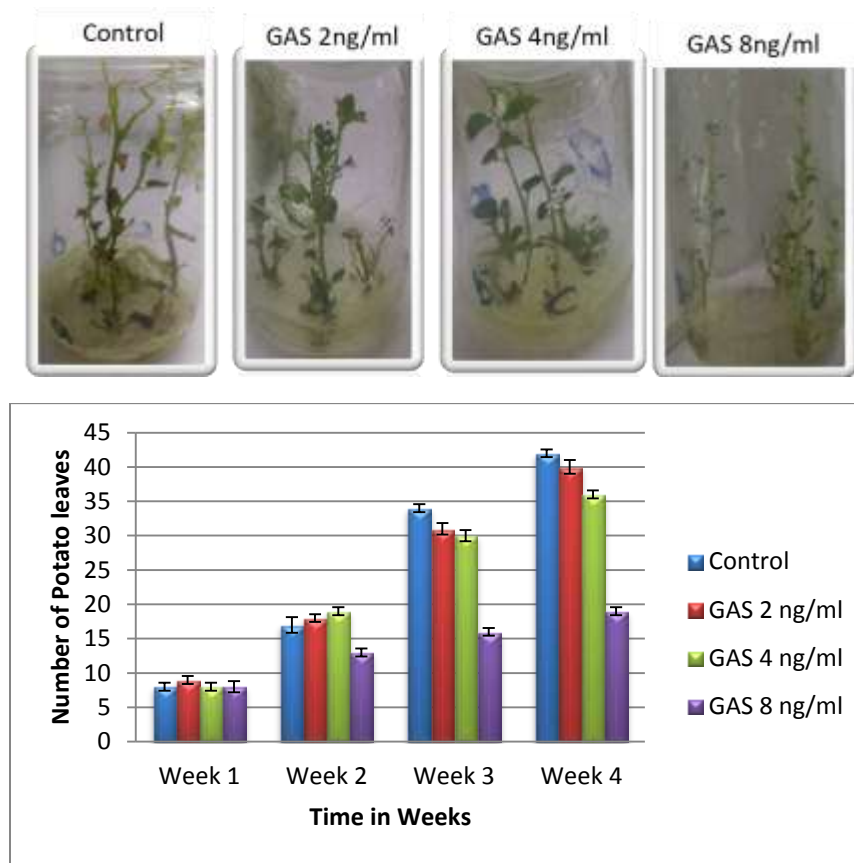 Control
GAS 2ng/ml
GAS 4ng/ml
GAS 8ng/ml
Number of Potato leaves
45
40
35
30
25
20
15
10
5
0
Week 1
Week 2
Week 3
Week 4
Time in Weeks
Control
GAS 2 ng/ml
GAS 4 ng/ml
GAS 8 ng/ml